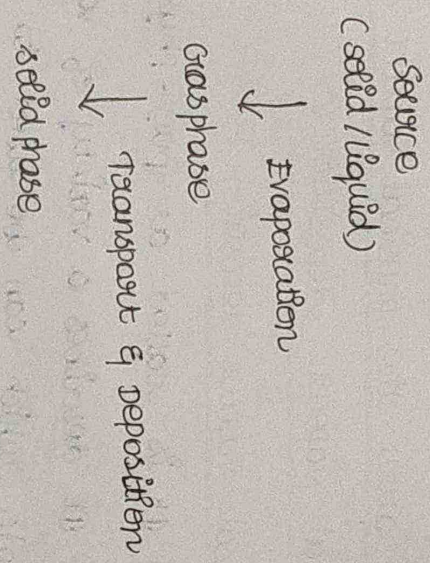 Source
(solid/Liquid)
↓ Evaporation
Gas phase
↓ Transport & Deposition
solid phase